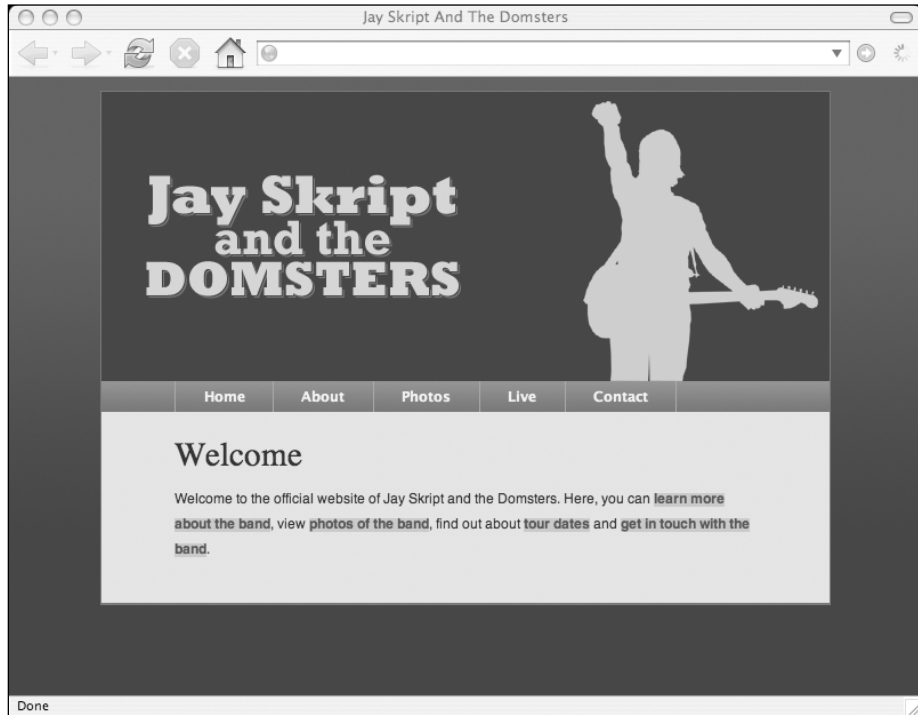 Jay Skript And The Domsters
Jay Skript
and the
DOMSTERS
Home About Photos Live Contact
Welcome
Welcome to the official website of Jay Skript and the Domsters. Here, you can learn more
about the band, view photos of the band, find out about tour dates and get in touch with the
band.
Done